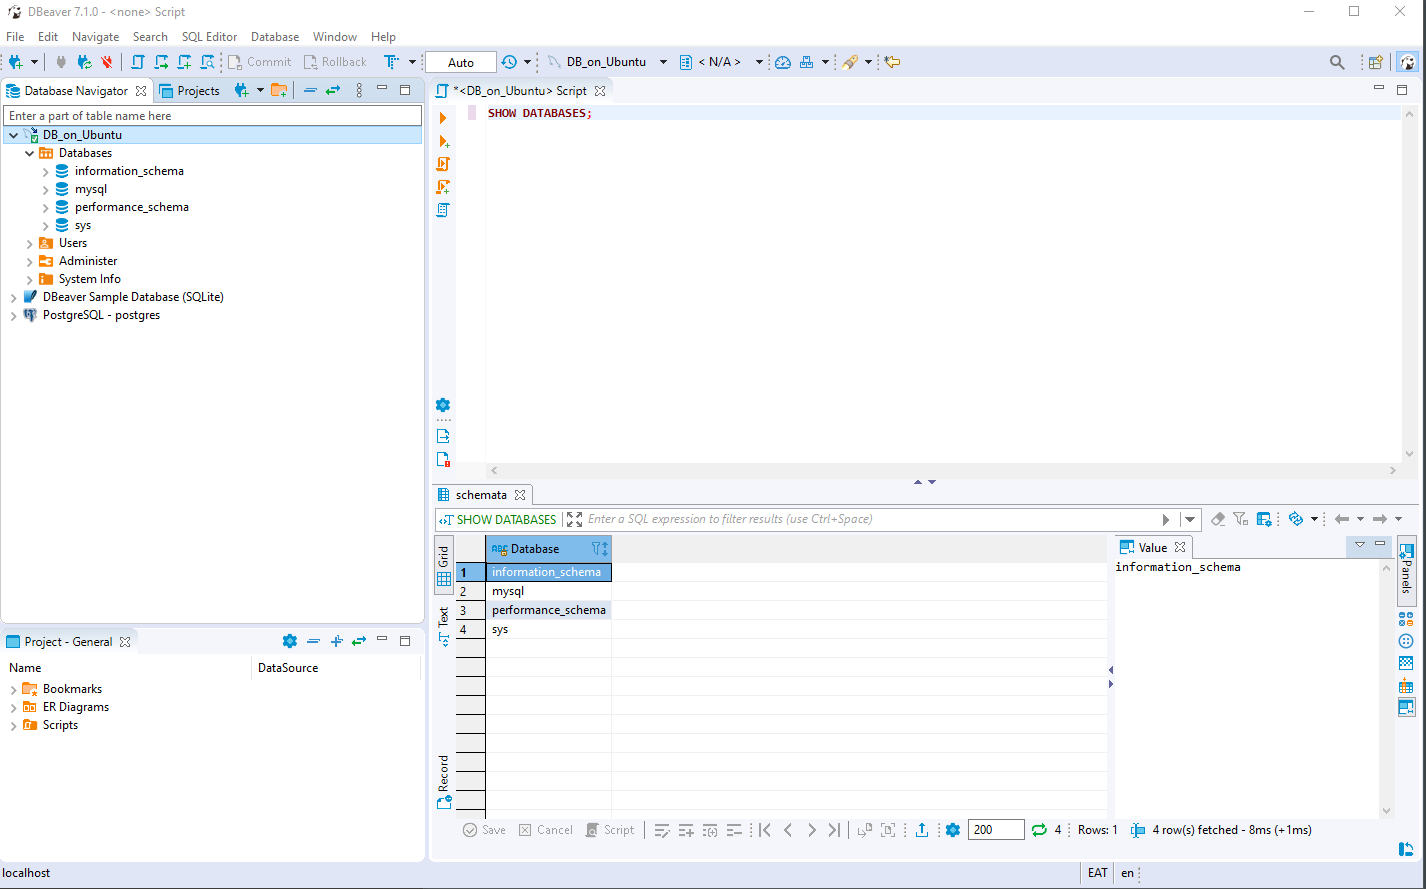 DBeaver 7.1.0 - <none> Script
File Edit Navigate Search SQL Editor Database Window Help
Commit Rollback Auto DB_on_Ubuntu < N/A >
Database Navigator Projects
Enter a part of table name here
DB_on_Ubuntu
Databases
information_schema
mysql
performance_schema
sys
Users
Administer
System Info
DBeaver Sample Database (SQLite)
PostgreSQL - postgres
Project - General
Name DataSource
Bookmarks
ER Diagrams
Scripts
*<DB_on_Ubuntu> Script
SHOW DATABASES;
schemata
SHOW DATABASES Enter a SQL expression to filter results (use Ctrl+Space)
Grid
Text
Record
ABC Database
1 information_schema
2 mysql
3 performance_schema
4 sys
Value
information_schema
Panels
Save Cancel Script 200 4 Rows: 1 4 row(s) fetched - 8ms (+1ms)
localhost EAT en